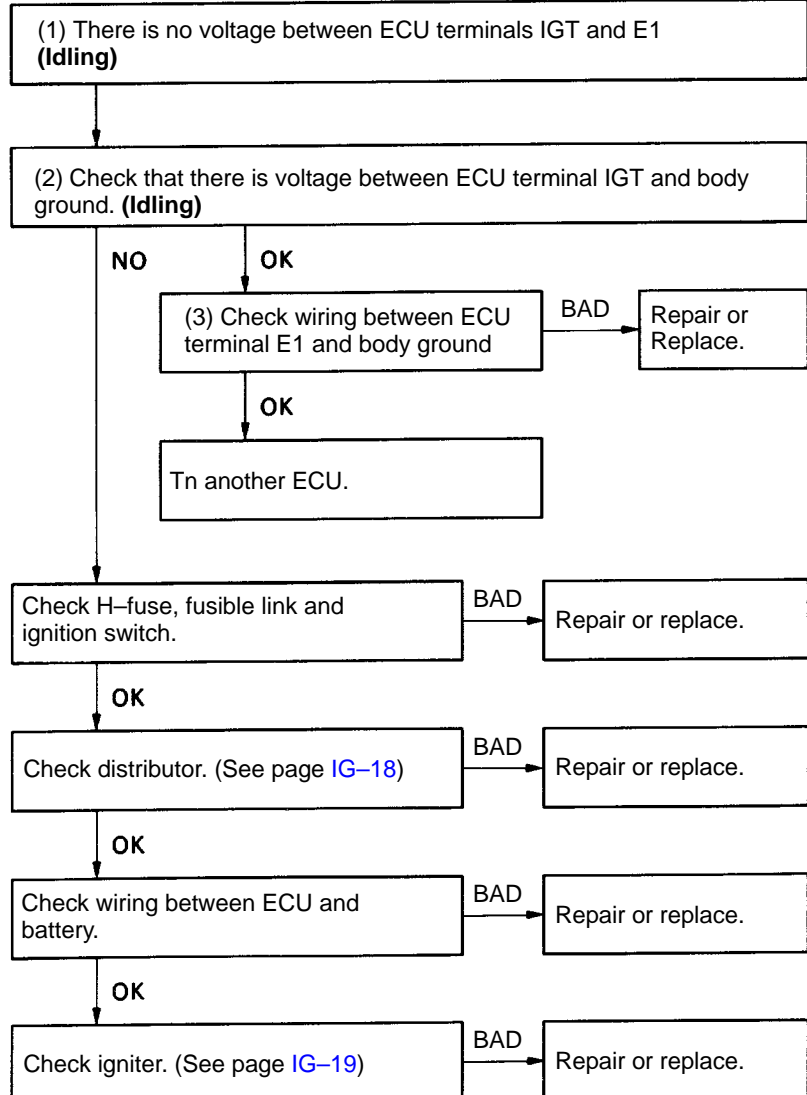 (1) There is no voltage between ECU terminals IGT and E1
(Idling)
(2) Check that there is voltage between ECU terminal IGT and body
ground. (Idling)
NO
OK
(3) Check wiring between ECU
terminal E1 and body ground
BAD
Repair or
Replace.
OK
Tn another ECU.
Check H–fuse, fusible link and
ignition switch.
BAD
Repair or replace.
OK
Check distributor. (See page IG–18)
BAD
Repair or replace.
OK
Check wiring between ECU and
battery.
BAD
Repair or replace.
OK
Check igniter. (See page IG–19)
BAD
Repair or replace.